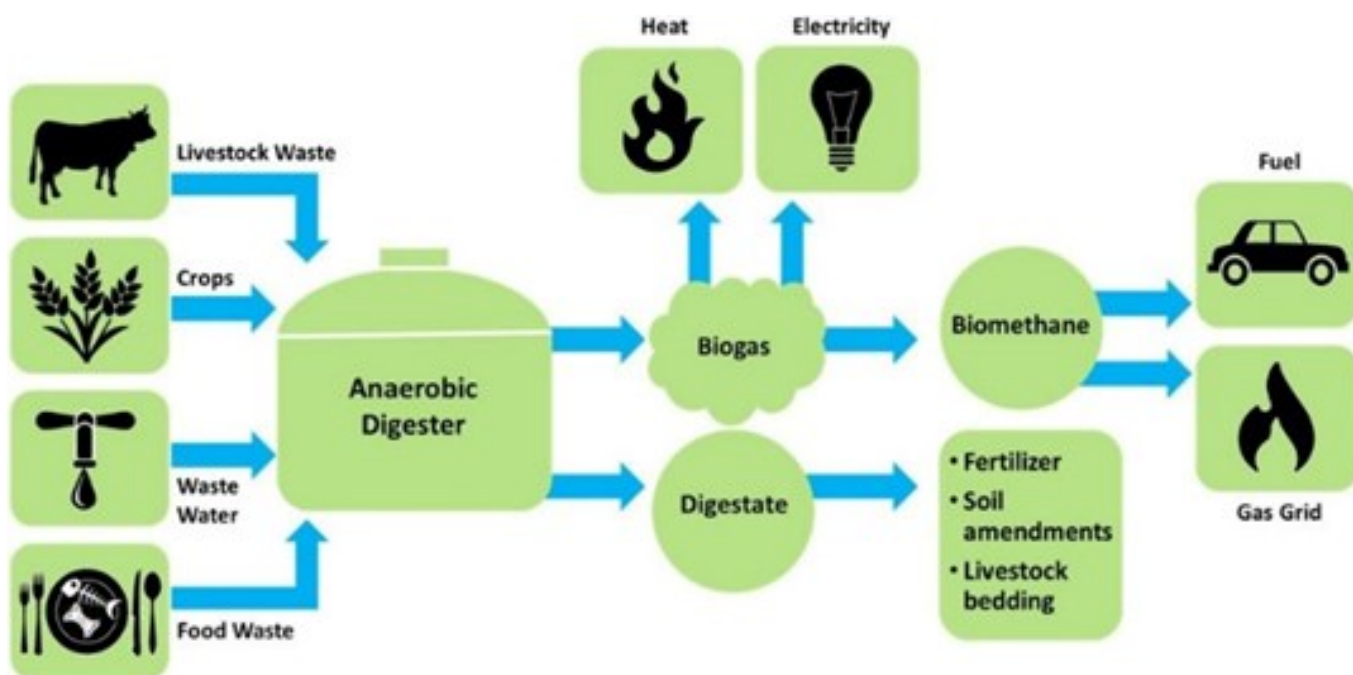 Heat
Electricity
Livestock Waste
Fuel
Crops
Biomethane
Biogas
Anaerobic
Digester
• Fertilizer
• Soil
amendments
• Livestock
bedding
Waste
Water
Digestate
Gas Grid
Food Waste